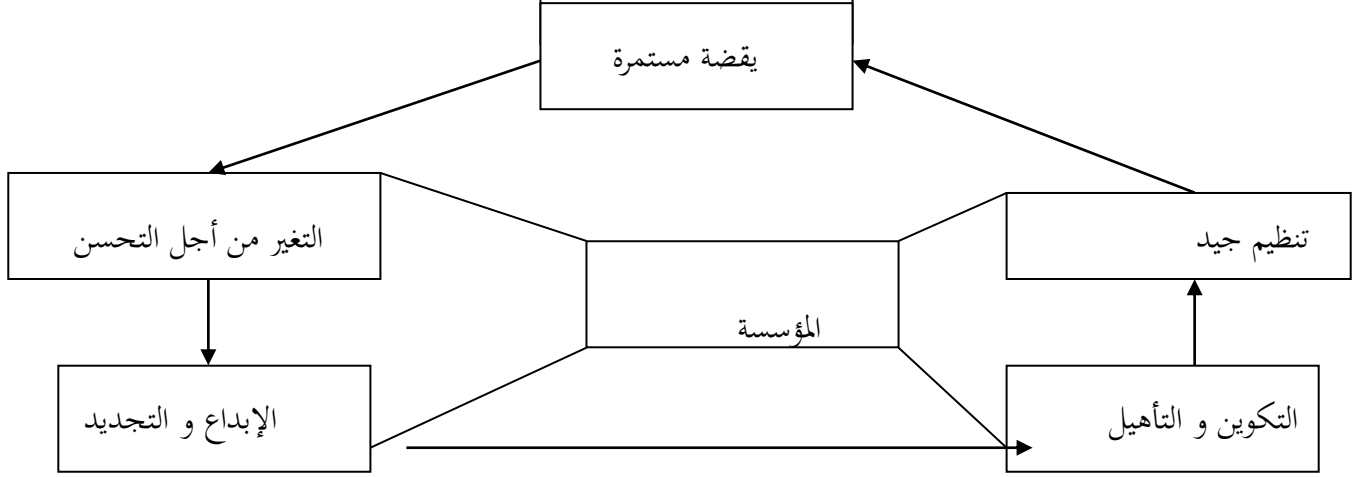 يقضة مستمرة
تنظيم جيد
التغير من أجل التحسن
المؤسسة
التكوين و التأهيل
الإبداع و التجديد